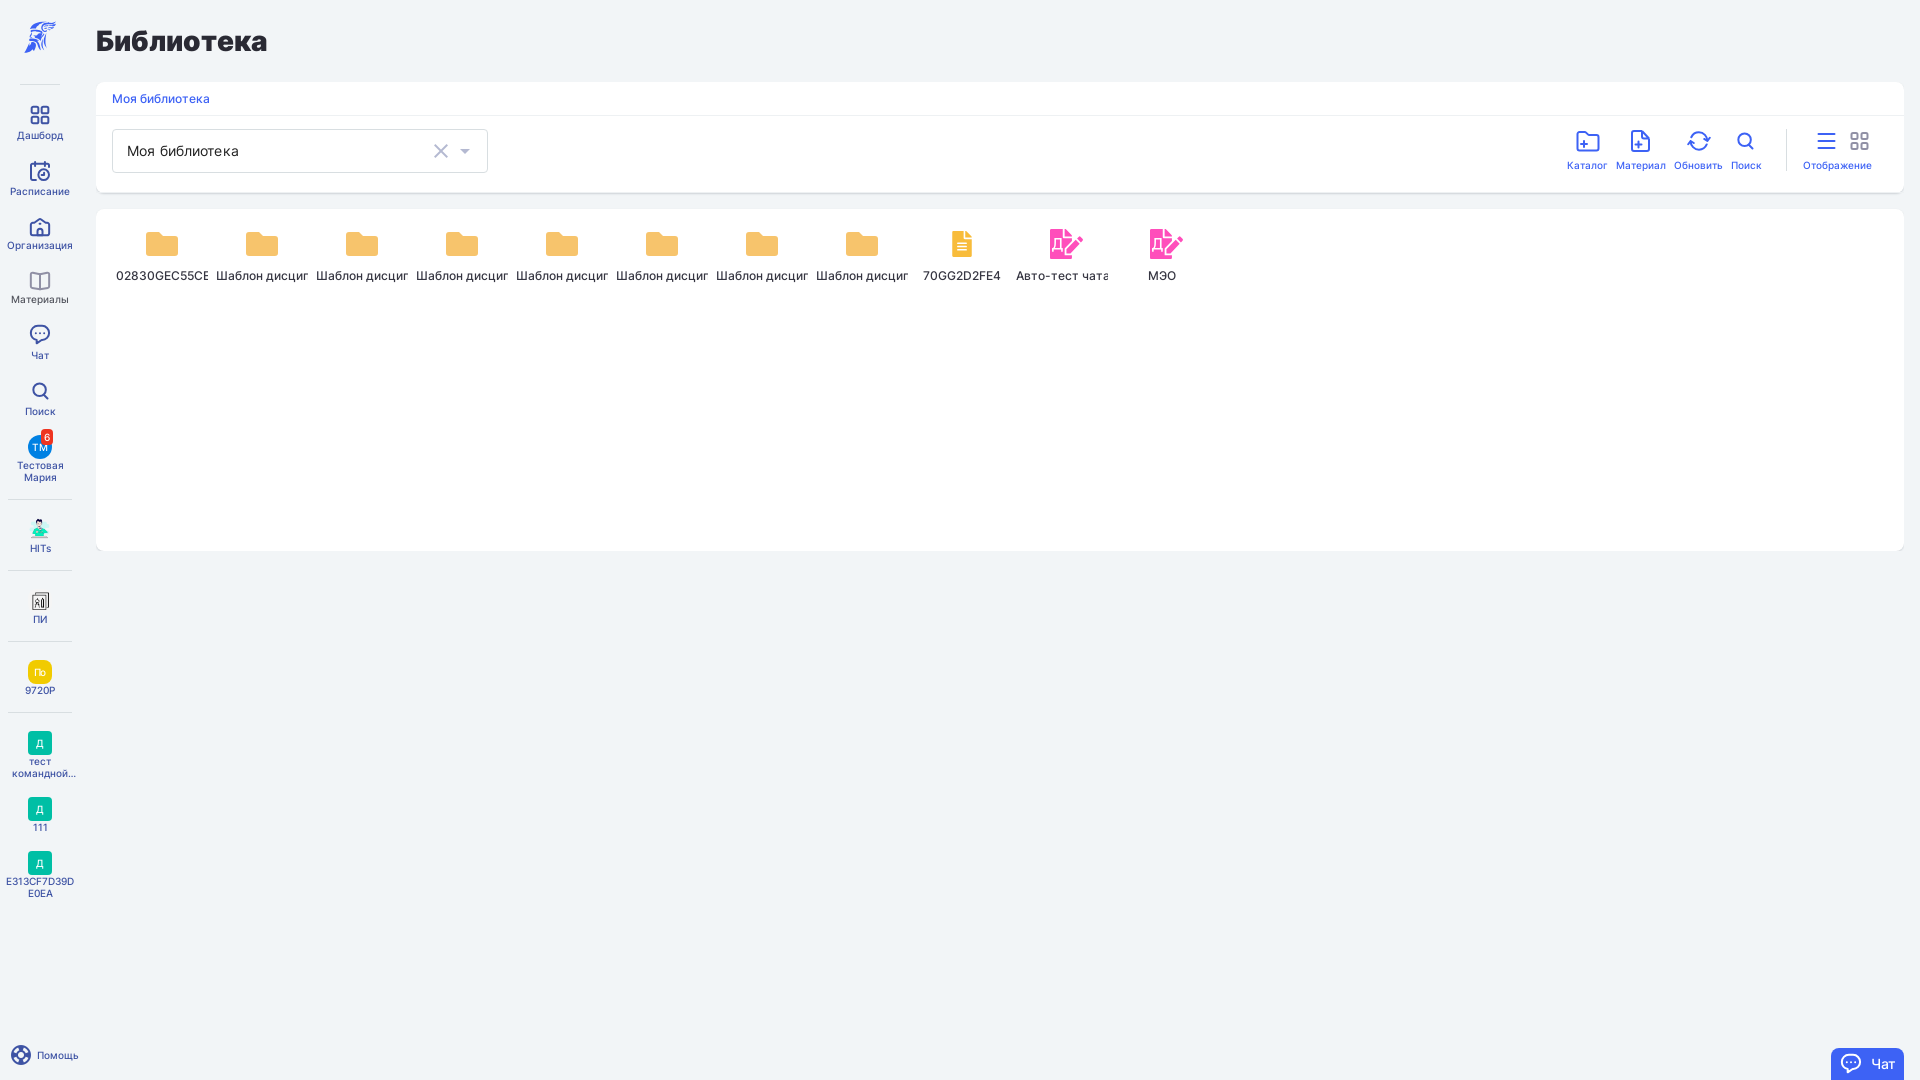 Библиотека
Моя библиотека
Моя библиотека
Каталог
Материал
Обновить
Поиск
Отображение
02830GEC55CE
Шаблон дисцип
Шаблон дисцип
Шаблон дисцип
Шаблон дисцип
Шаблон дисцип
Шаблон дисцип
Шаблон дисцип
70GG2D2FE4
Авто-тест чата
МЭО
Дашборд
Расписание
Организация
Материалы
Чат
Поиск
6
ТМ
Тестовая
Мария
HITs
ПИ
9720P
Д
тест
командной...
Д
111
Д
E313CF7D39D
E0EA
Помощь
Чат